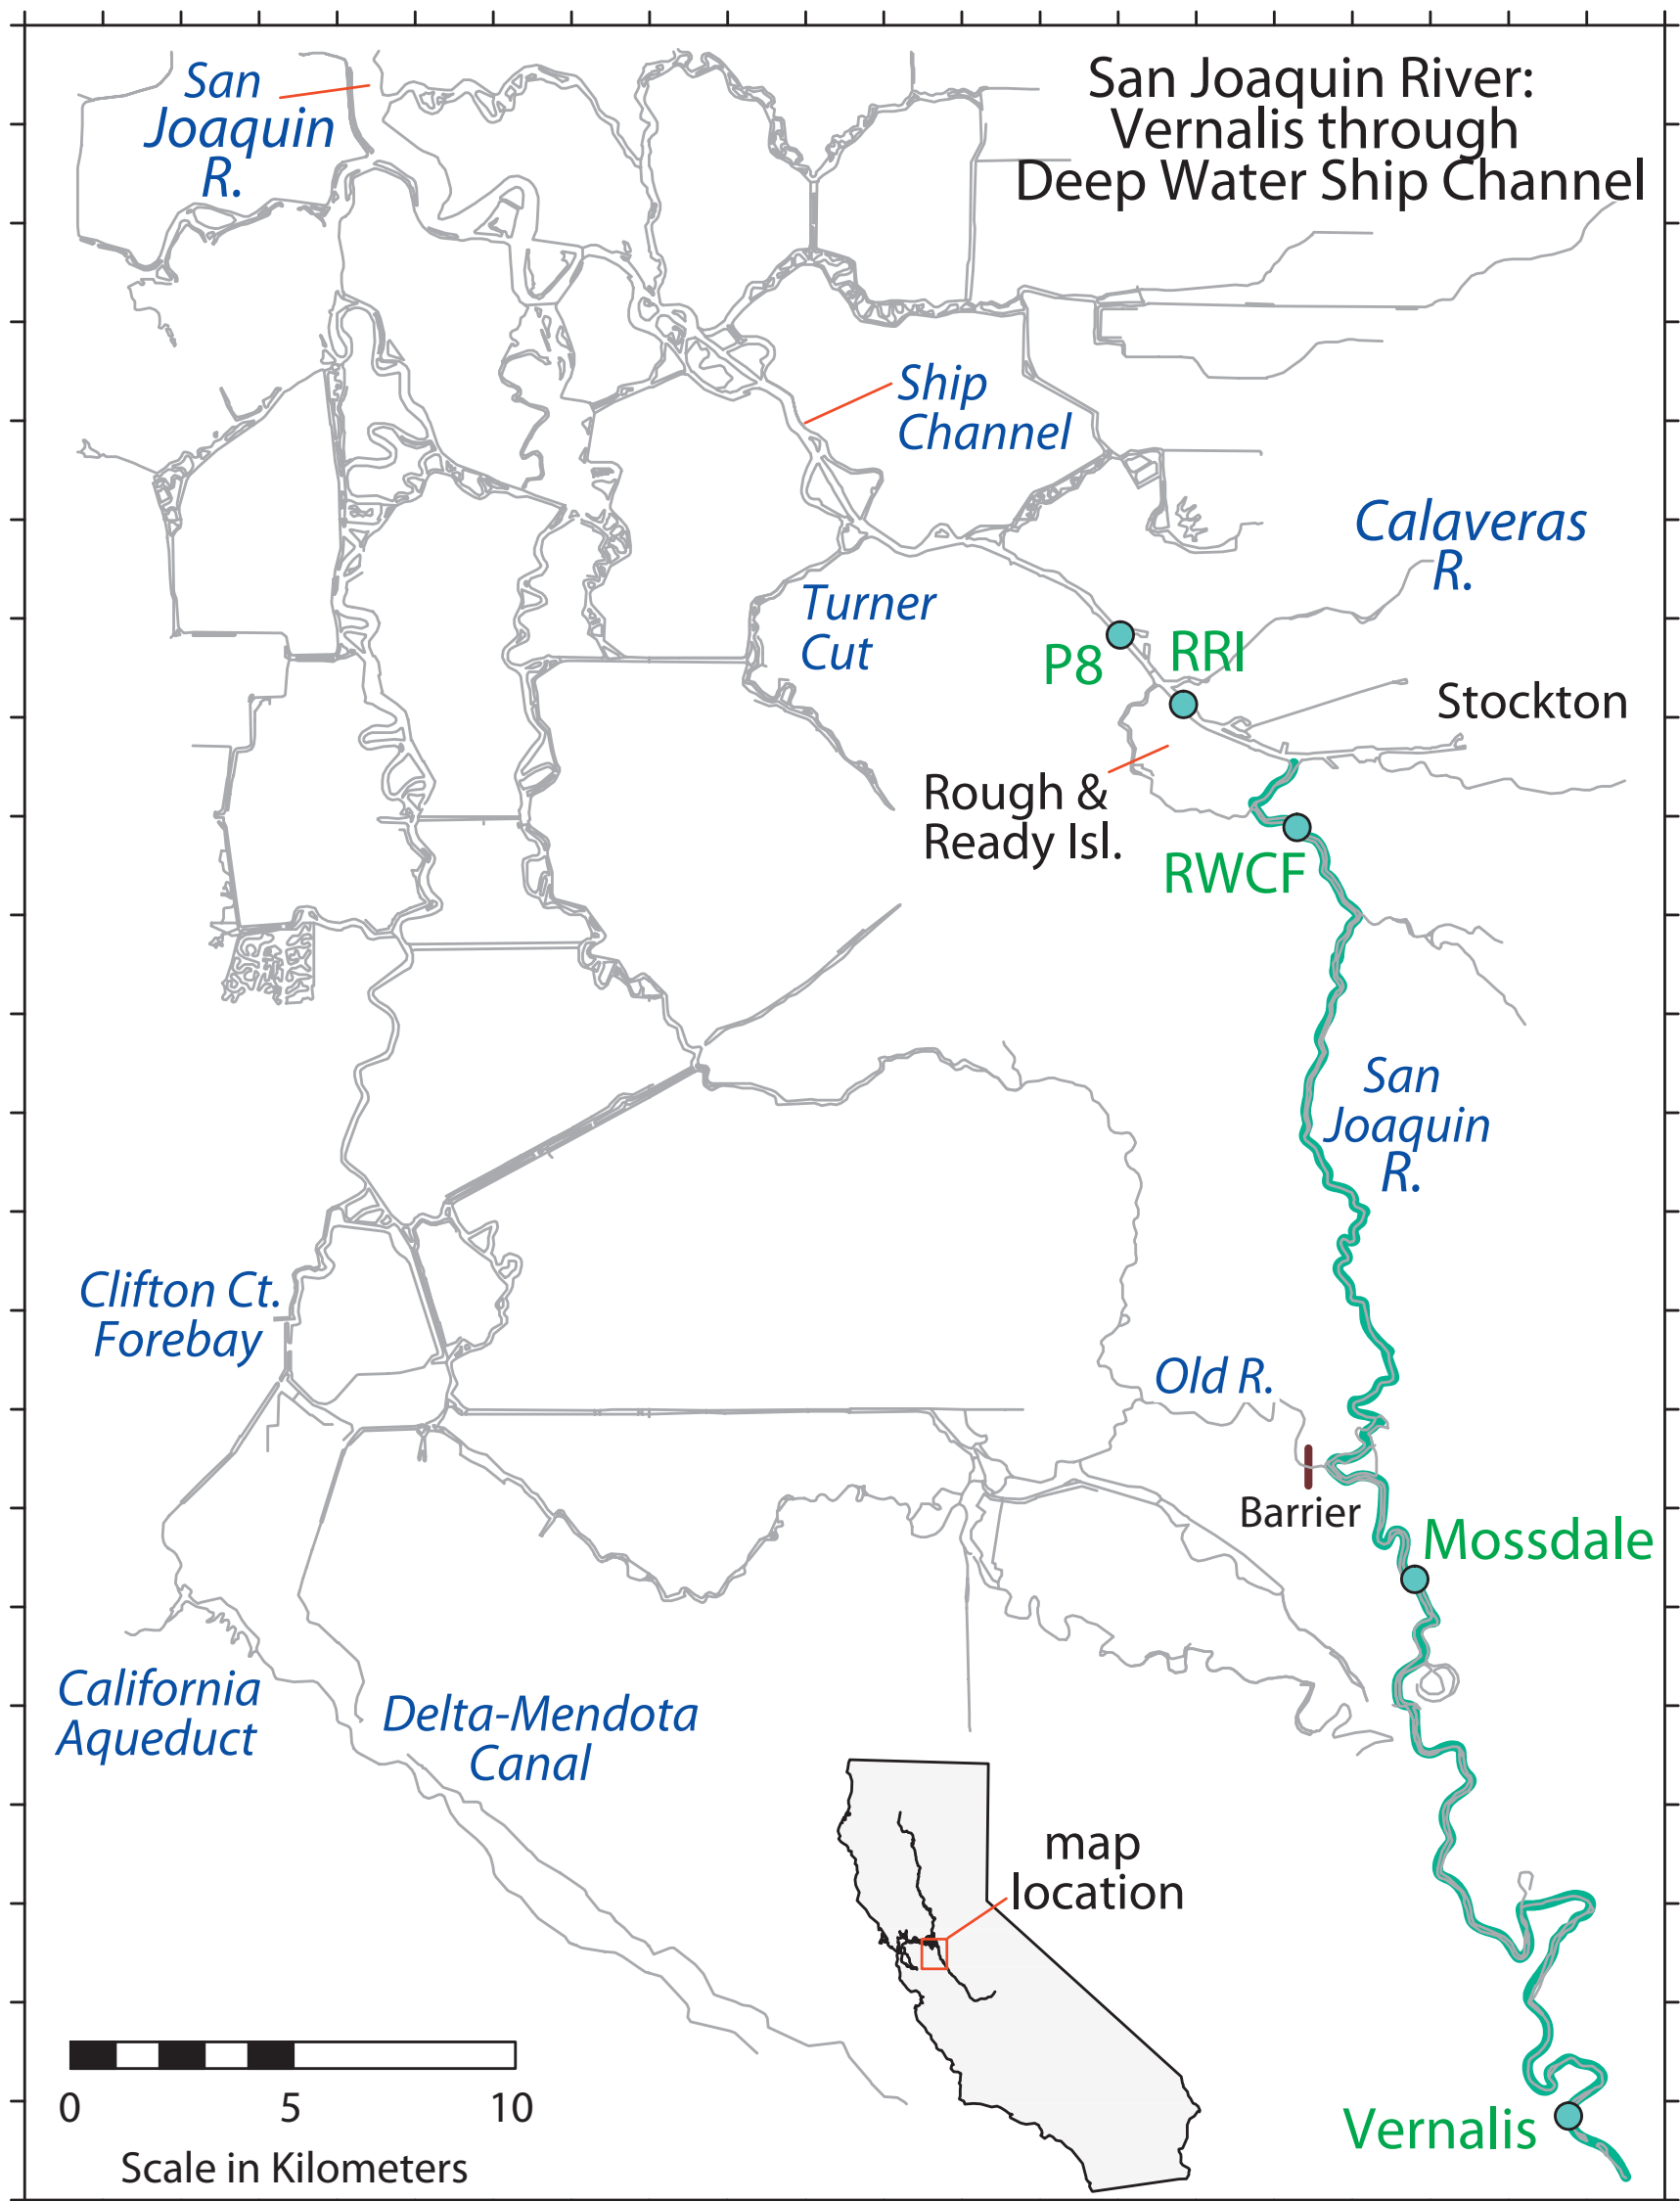 San Joaquin River:
Vernalis through
Deep Water Ship Channel
San
Joaquin
R.
Ship
Channel
Calaveras
R.
Turner
Cut
P8
RRI
Stockton
Rough &
Ready Isl.
RWCF
San
Joaquin
R.
Clifton Ct.
Forebay
Old R.
Barrier
Mossdale
California
Aqueduct
Delta-Mendota
Canal
map
location
Vernalis
0 5 10
Scale in Kilometers